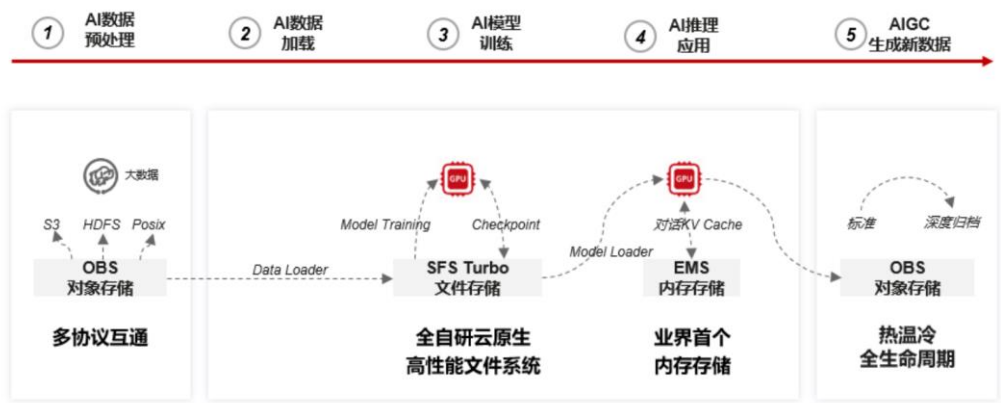 1
AI数据
预处理
2
AI数据
加载
3
AI模型
训练
4
AI推理
应用
5
AIGC
生成新数据
大数据
S3
HDFS
Posix
OBS
对象存储
多协议互通
Data Loader
GPU
Model Training
Checkpoint
SFS Turbo
文件存储
全自研云原生
高性能文件系统
Model Loader
GPU
对话KV Cache
EMS
内存存储
业界首个
内存存储
标准
深度归档
OBS
对象存储
热温冷
全生命周期